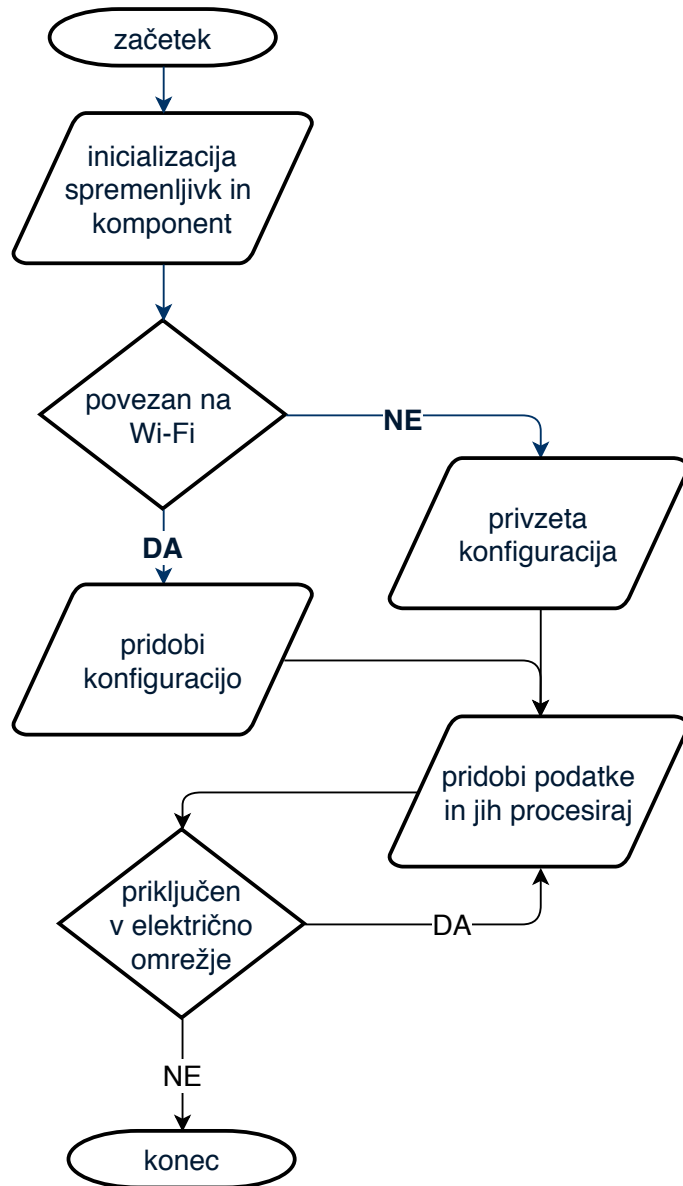 začetek
inicializacija
spremenljivk in
komponent
povezan na
Wi-Fi
NE
DA
privzeta
konfiguracija
pridobi
konfiguracijo
pridobi podatke
in jih procesiraj
priključen
v električno
omrežje
DA
NE
konec